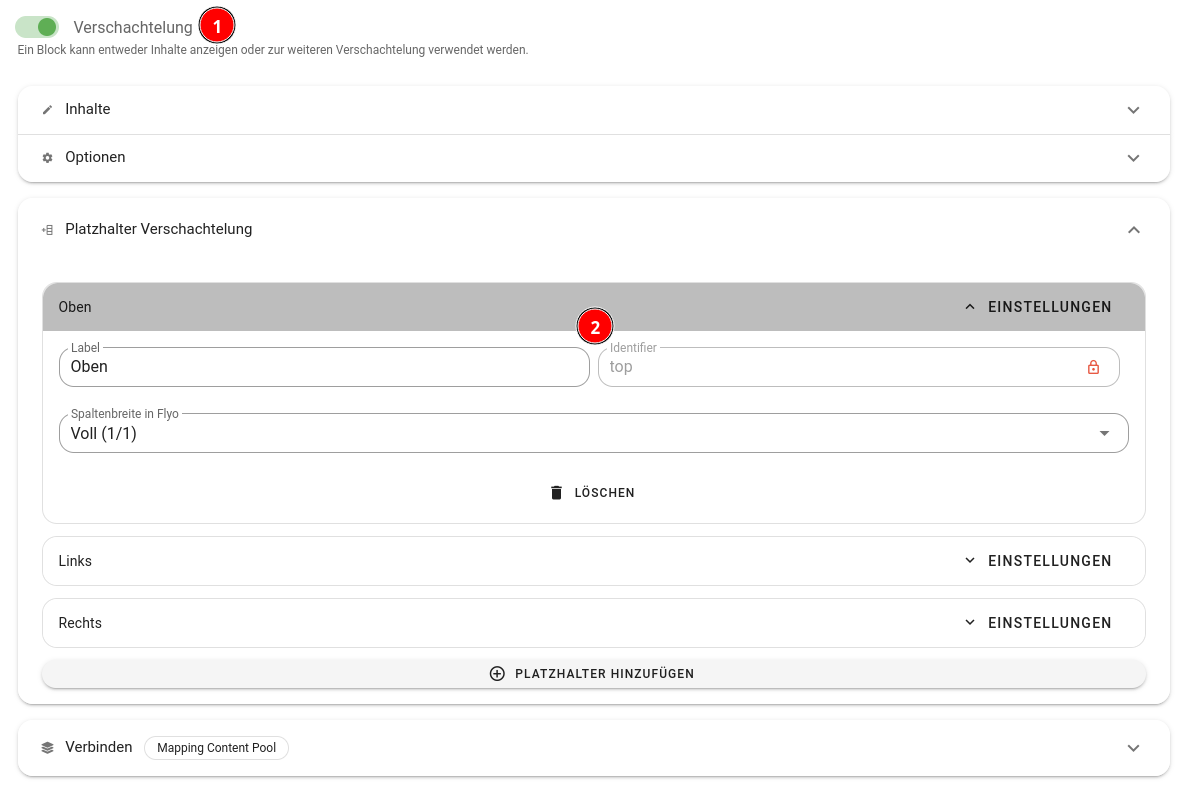 Verschachtelung 1
Ein Block kann entweder Inhalte anzeigen oder zur weiteren Verschachtelung verwendet werden.
Inhalte
Optionen
Platzhalter Verschachtelung
Oben EINSTELLUNGEN
2
Label Identifier
Oben top
Spaltenbreite in Flyo
Voll (1/1)
LÖSCHEN
Links EINSTELLUNGEN
Rechts EINSTELLUNGEN
PLATZHALTER HINZUFÜGEN
Verbinden Mapping Content Pool